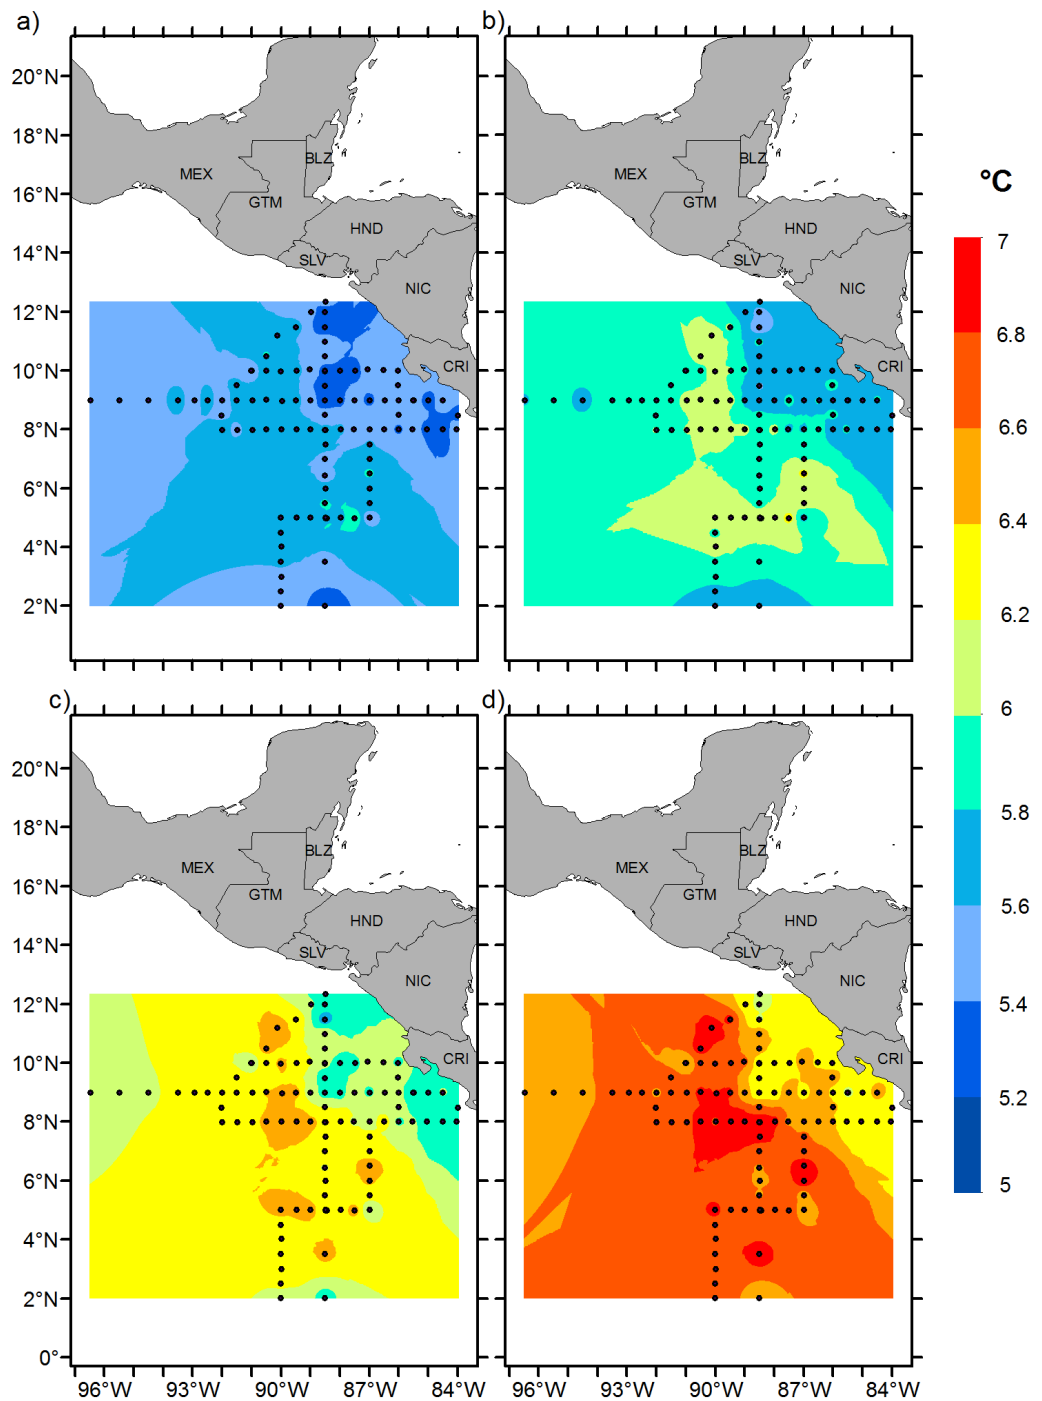 a)
b)
20°N
18°N
16°N
14°N
12°N
10°N
8°N
6°N
4°N
2°N
MEX
BLZ
GTM
HND
SLV
NIC
CRI
MEX
BLZ
GTM
HND
SLV
NIC
CRI
°C
7
6.8
6.6
6.4
6.2
6
5.8
5.6
5.4
5.2
5
c)
d)
20°N
18°N
16°N
14°N
12°N
10°N
8°N
6°N
4°N
2°N
0°
MEX
BLZ
GTM
HND
SLV
NIC
CRI
MEX
BLZ
GTM
HND
SLV
NIC
CRI
96°W 93°W 90°W 87°W 84°W
96°W 93°W 90°W 87°W 84°W